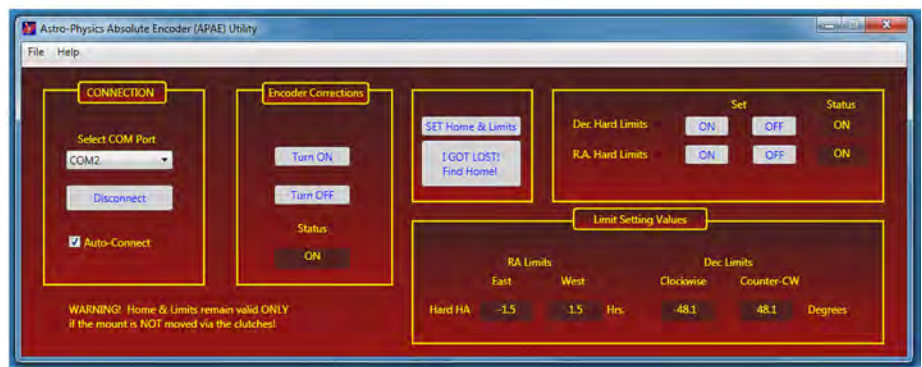 Astro-Physics Absolute Encoder (APAE) Utility
File Help
CONNECTION
Select COM Port
COM2
Disconnect
Auto-Connect
Encoder Corrections
Turn ON
Turn OFF
Status
ON
SET Home & Limits
I GOT LOST!
Find Home!
Set Status
Dec Hard Limits ON OFF ON
R.A. Hard Limits ON OFF ON
Limit Setting Values
RA Limits Dec Limits
East West Clockwise Counter-CW
Hard HA -1.5 1.5 Hrs. -48.1 48.1 Degrees
WARNING! Home & Limits remain valid ONLY
if the mount is NOT moved via the clutches!